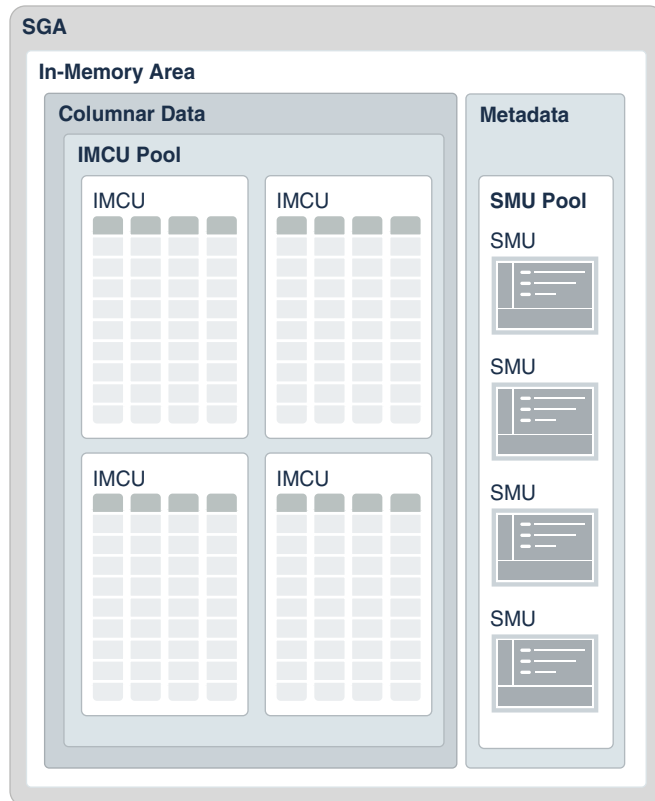 SGA
In-Memory Area
Columnar Data
IMCU Pool
IMCU
IMCU
IMCU
IMCU
Metadata
SMU Pool
SMU
SMU
SMU
SMU